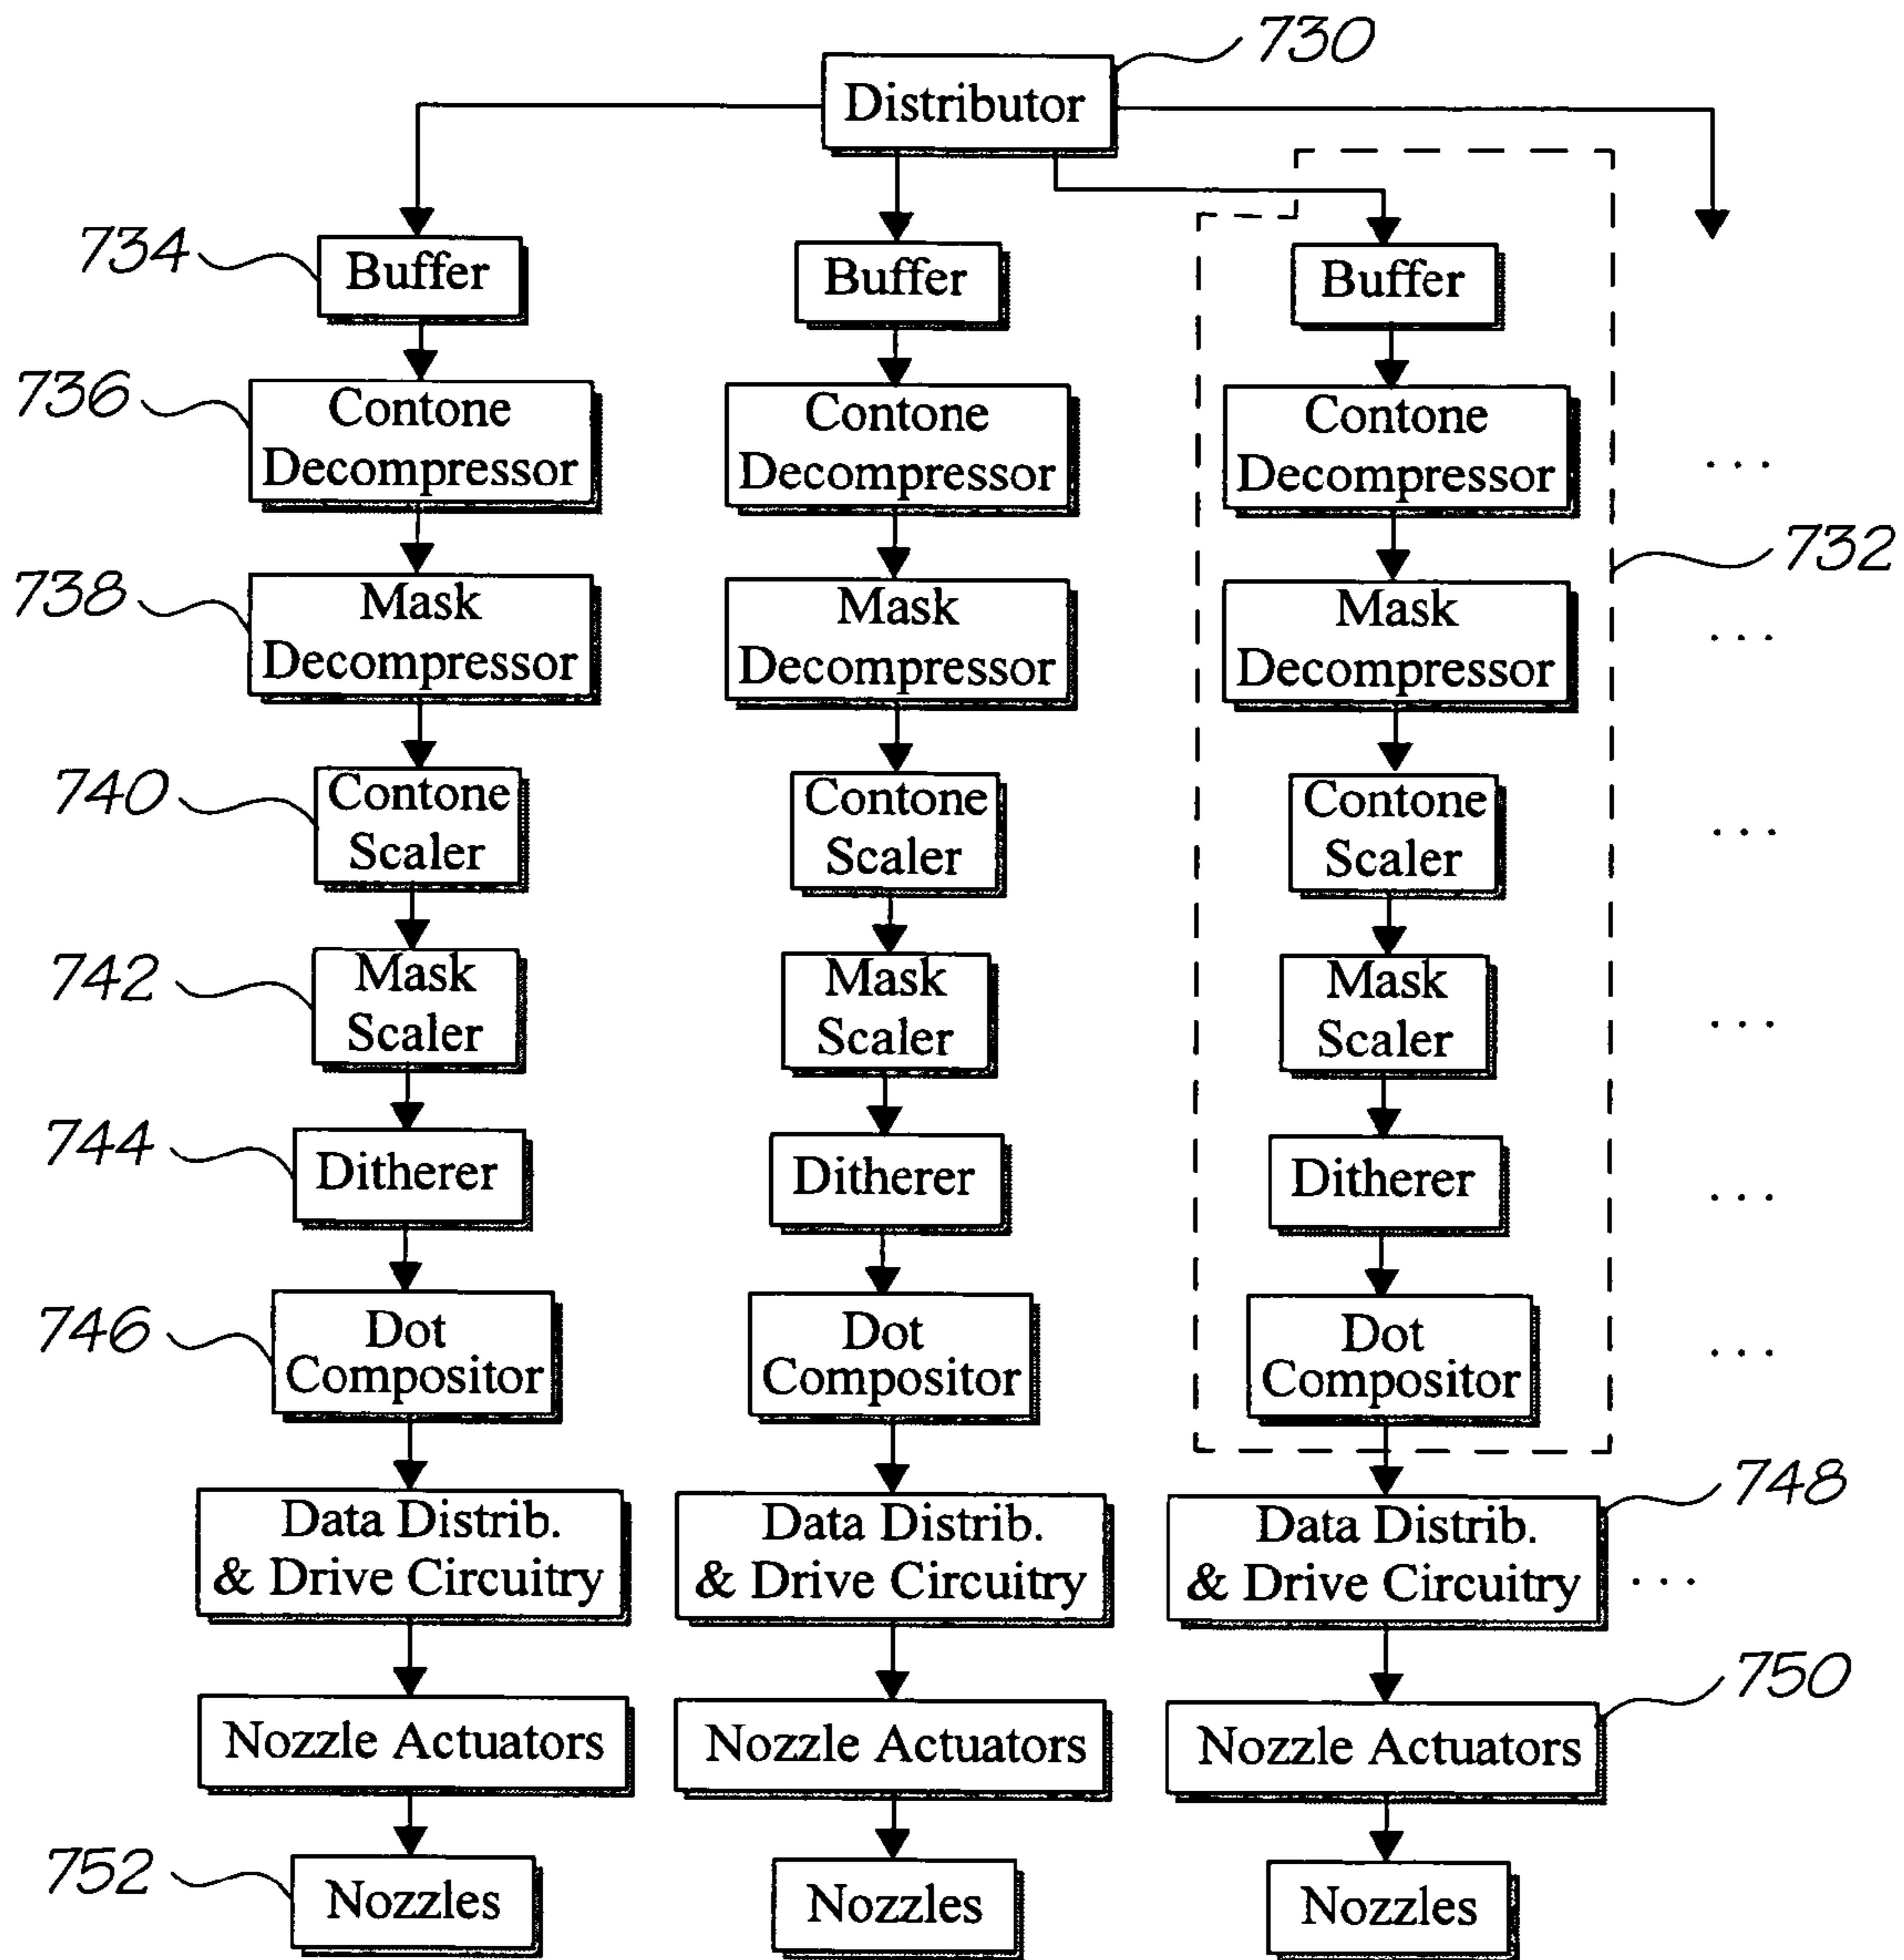 730
Distributor
734
Buffer
Buffer
Buffer
736
Contone
Decompressor
Contone
Decompressor
Contone
Decompressor
...
732
738
Mask
Decompressor
Mask
Decompressor
Mask
Decompressor
...
740
Contone
Scaler
Contone
Scaler
Contone
Scaler
...
742
Mask
Scaler
Mask
Scaler
Mask
Scaler
...
744
Ditherer
Ditherer
Ditherer
...
746
Dot
Compositor
Dot
Compositor
Dot
Compositor
...
748
Data Distrib.
& Drive Circuitry
Data Distrib.
& Drive Circuitry
Data Distrib.
& Drive Circuitry
...
750
Nozzle Actuators
Nozzle Actuators
Nozzle Actuators
752
Nozzles
Nozzles
Nozzles